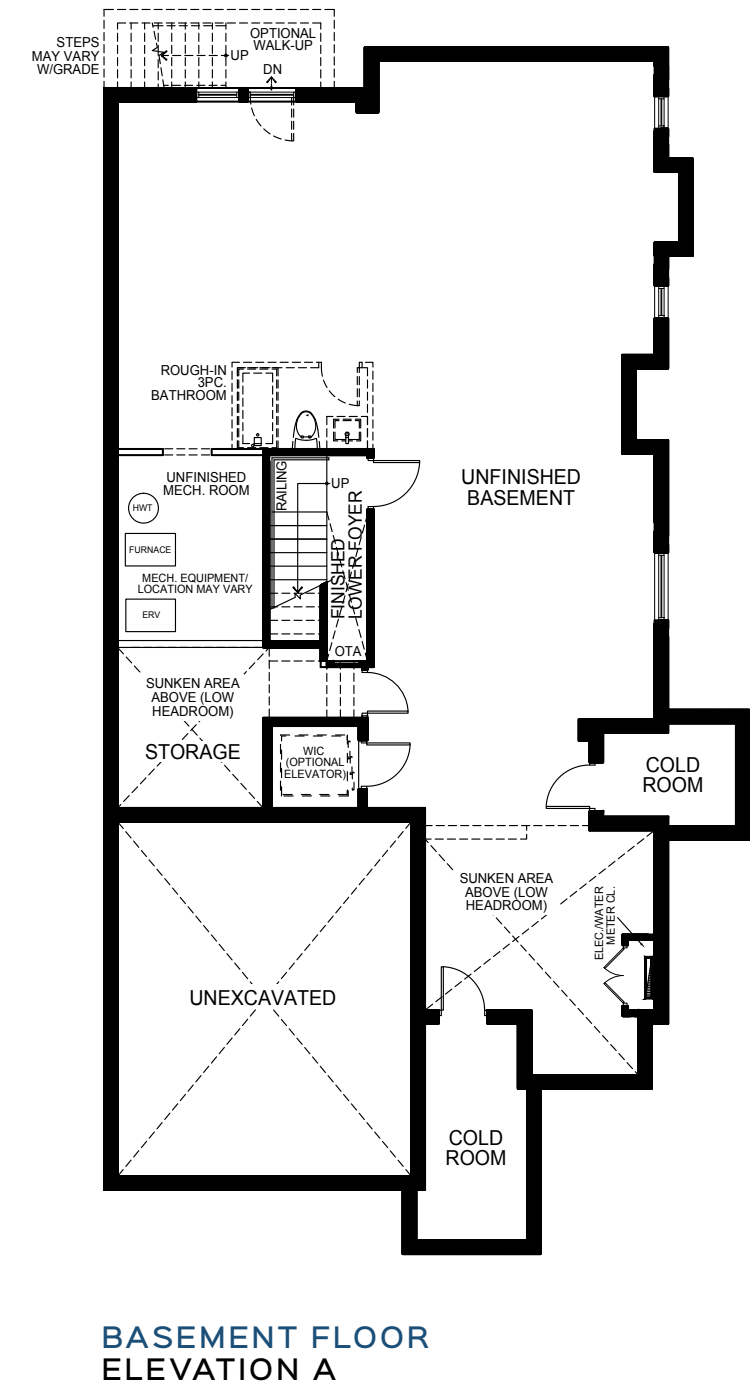 STEPS
MAY VARY
W/GRADE
UP
OPTIONAL
WALK-UP
DN
ROUGH-IN
3PC.
BATHROOM
UNFINISHED
MECH. ROOM
HWT
FURNACE
MECH. EQUIPMENT/
LOCATION MAY VARY
ERV
RAILING
UP
FINISHED
LOWER FOYER
OTA
UNFINISHED
BASEMENT
SUNKEN AREA
ABOVE (LOW
HEADROOM)
STORAGE
WIC
(OPTIONAL
ELEVATOR)
COLD
ROOM
SUNKEN AREA
ABOVE (LOW
HEADROOM)
ELEC./WATER
METER CL.
UNEXCAVATED
COLD
ROOM
BASEMENT FLOOR
ELEVATION A